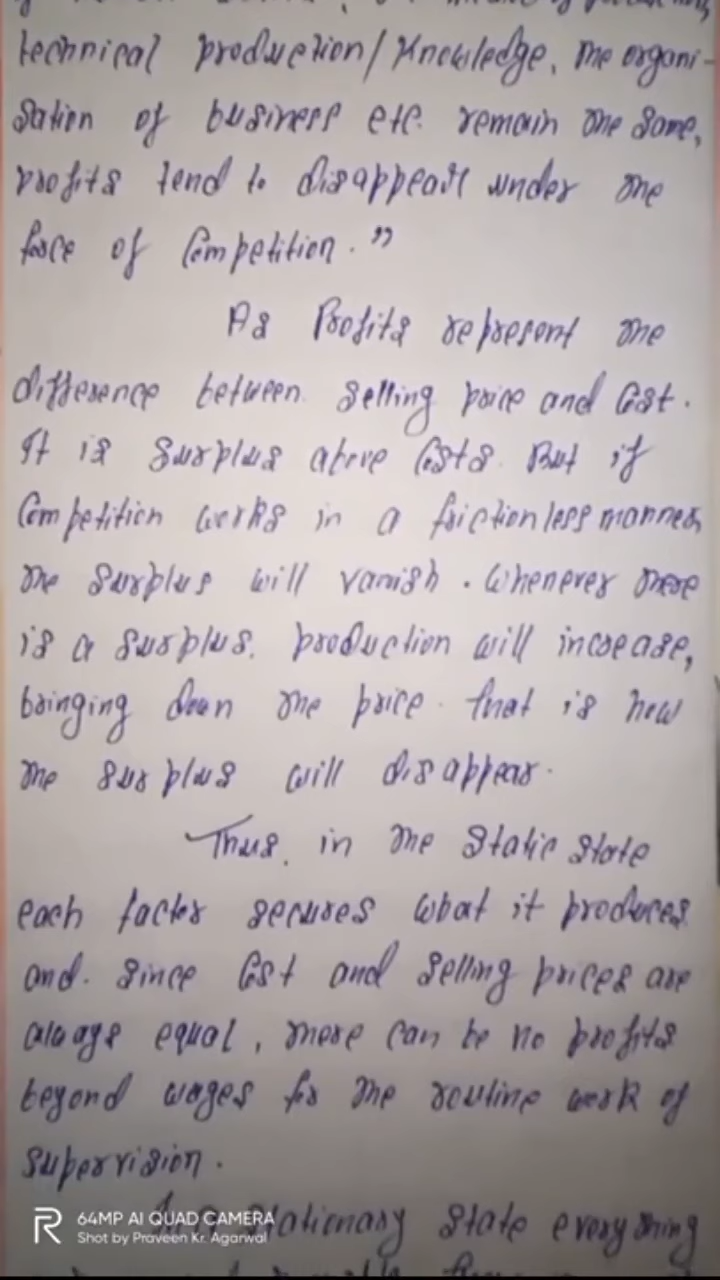 technical production/knowledge, the organi-
sation of business etc. remain the same,
profits tend to disappear under the
force of Competition."
As Profits represent the
difference between selling price and Cost.
It is surplus above Costs. But if
Competition works in a frictionless manner,
the surplus will vanish. Whenever there
is a surplus, production will increase,
bringing down the price. That is how
the surplus will disappear.
Thus, in the static state
each factor secures what it produces
and. since Cost and selling prices are
always equal, there can be no profits
beyond wages for the routine work of
supervision.
stationary state everything
64MP AI QUAD CAMERA
Shot by Praveen Kr. Agarwal